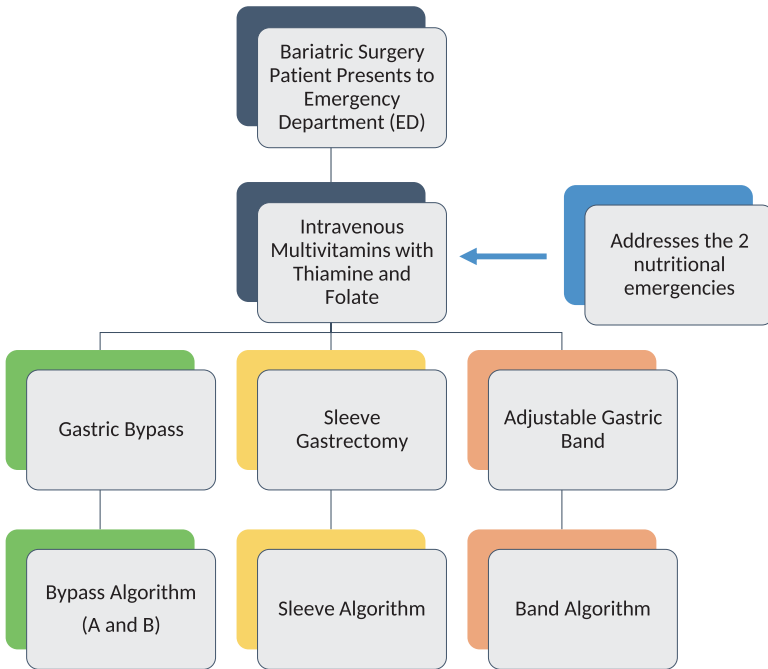 Bariatric Surgery
Patient Presents to
Emergency
Department (ED)
Intravenous
Multivitamins with
Thiamine and
Folate
Addresses the 2
nutritional
emergencies
Gastric Bypass
Sleeve
Gastrectomy
Adjustable Gastric
Band
Bypass Algorithm
(A and B)
Sleeve Algorithm
Band Algorithm